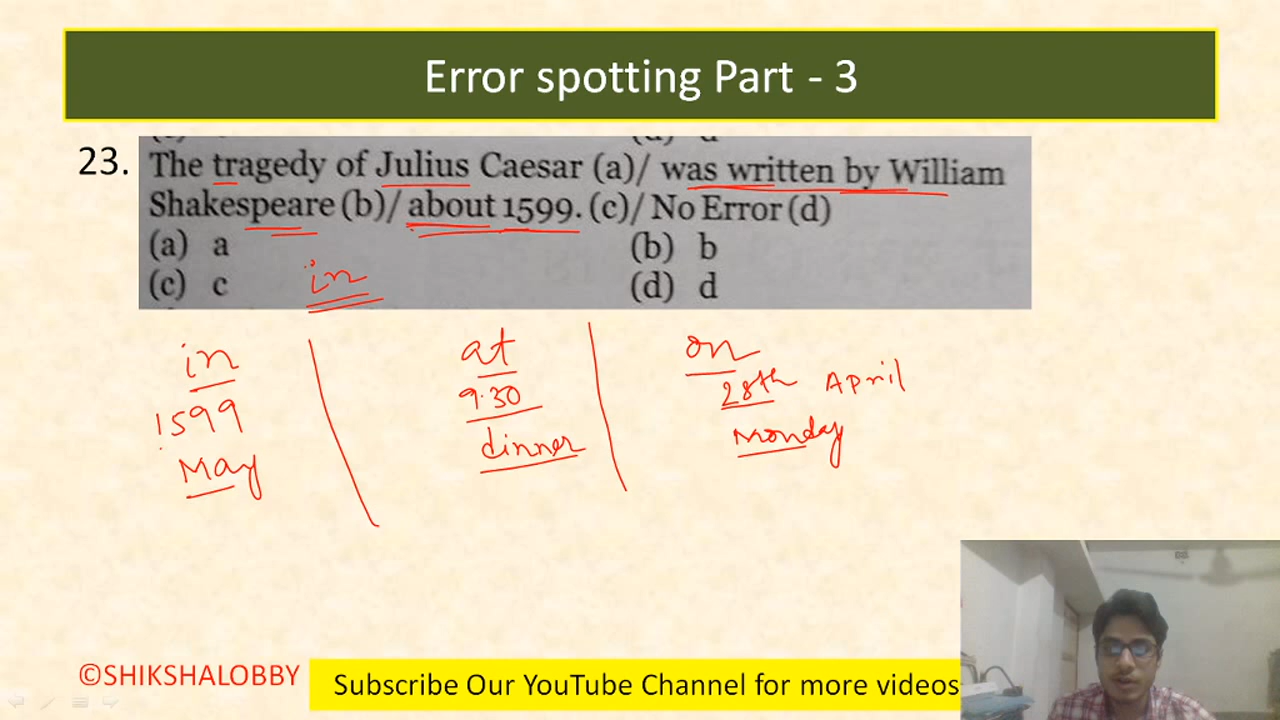 Error spotting Part - 3
23. The tragedy of Julius Caesar (a)/ was written by William
Shakespeare (b)/ about 1599. (c)/ No Error (d)
(a) a (b) b
(c) c (d) d
in
in at on
1599 9.30 28th April
May dinner Monday
©SHIKSHALOBBY
Subscribe Our YouTube Channel for more videos